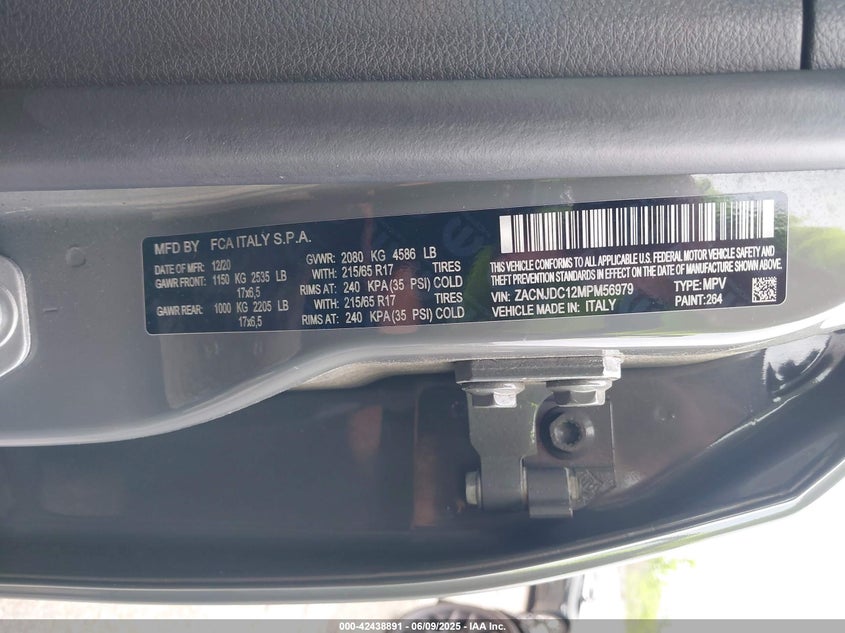 MFD BY FCA ITALY S.P.A.
DATE OF MFR: 12/20 GVWR: 2080 KG 4586 LB
GAWR FRONT: 1150 KG 2535 LB WITH: 215/65 R17 TIRES
17x6,5 RIMS AT: 240 KPA (35 PSI) COLD
GAWR REAR: 1000 KG 2205 LB WITH: 215/65 R17 TIRES
17x6,5 RIMS AT: 240 KPA (35 PSI) COLD
THIS VEHICLE CONFORMS TO ALL APPLICABLE U.S. FEDERAL MOTOR VEHICLE SAFETY AND
THEFT PREVENTION STANDARDS IN EFFECT ON THE DATE OF MANUFACTURE SHOWN ABOVE
VIN: ZACNJDC12MPM56979 TYPE: MPV
VEHICLE MADE IN: ITALY PAINT: 264
000-42438891 - 06/09/2025 - IAAI.com